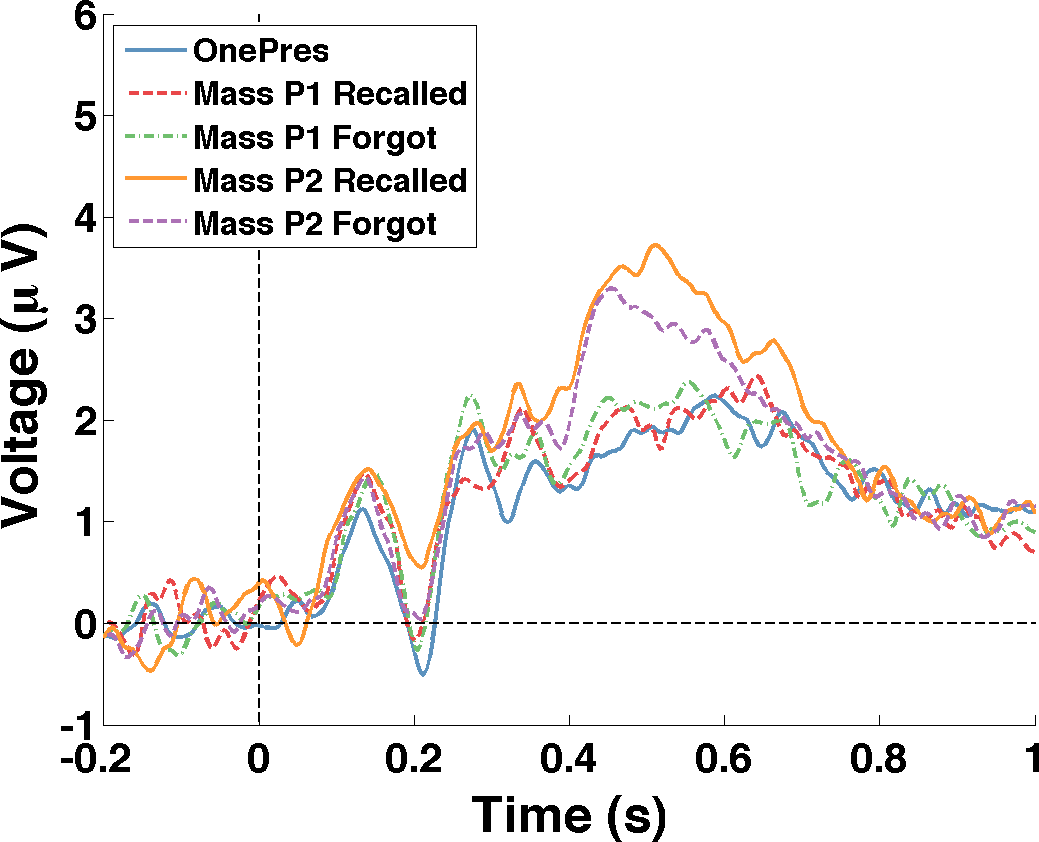 6
5
4
3
2
1
0
-1
OnePres
Mass P1 Recalled
Mass P1 Forgot
Mass P2 Recalled
Mass P2 Forgot
Voltage (μ V)
-0.2 0 0.2 0.4 0.6 0.8 1
Time (s)